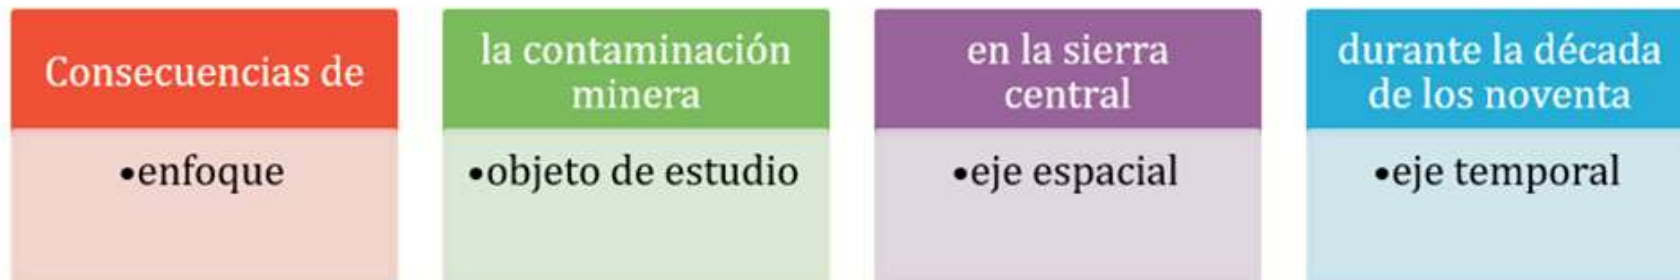 Consecuencias de
•enfoque
la contaminación
minera
•objeto de estudio
en la sierra
central
•eje espacial
durante la década
de los noventa
•eje temporal